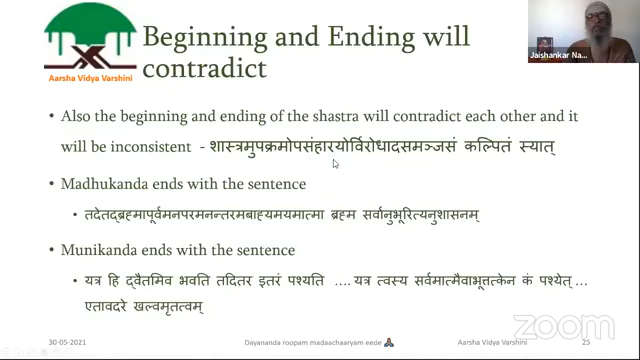 Beginning and Ending will
contradict
Aarsha Vidya Varshini
Jaishankar Na...
• Also the beginning and ending of the shastra will contradict each other and it
will be inconsistent - शास्त्रमुपक्रमोपसंहारयोर्विरोधादसमञ्जसं कल्पितं स्यात्
• Madhukanda ends with the sentence
• तदेतद्ब्रह्मापूर्वमनपरमनन्तरमबाह्यमयमात्मा ब्रह्म सर्वानुभूरित्यनुशासनम्
• Munikanda ends with the sentence
• यत्र हि द्वैतमिव भवति तदितर इतरं पश्यति .... यत्र त्वस्य सर्वमात्मैवाभूत्तत्केन कं पश्येत् ...
एतावदरे खल्वमृतत्वम्
zoom
30-05-2021 Dayananda roopam madaachaaryam eede 🙏 Aarsha Vidya Varshini 25